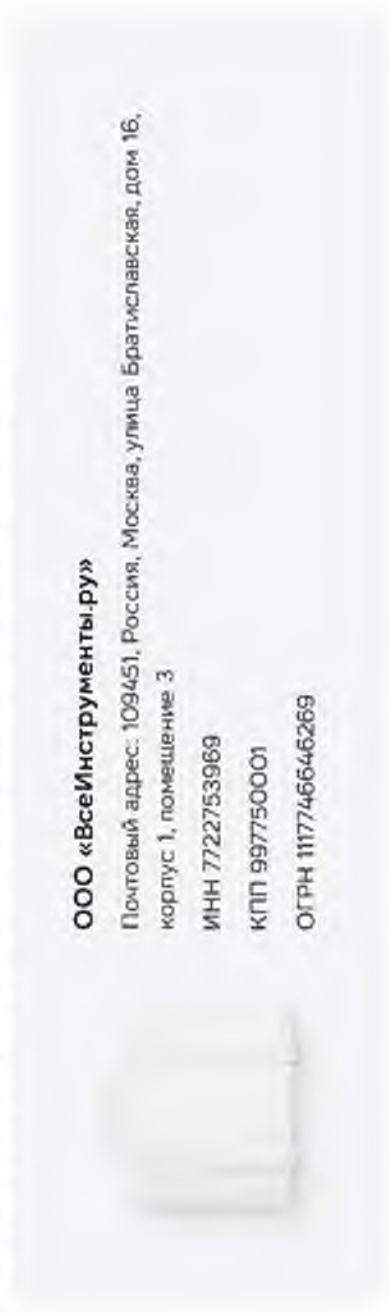 ООО «ВсеИнструменты.ру»
Почтовый адрес: 109451, Россия, Москва, улица Братиславская, дом 16,
корпус 1, помещение 3
ИНН 7722753969
КПП 997750001
ОГРН 1117746646269